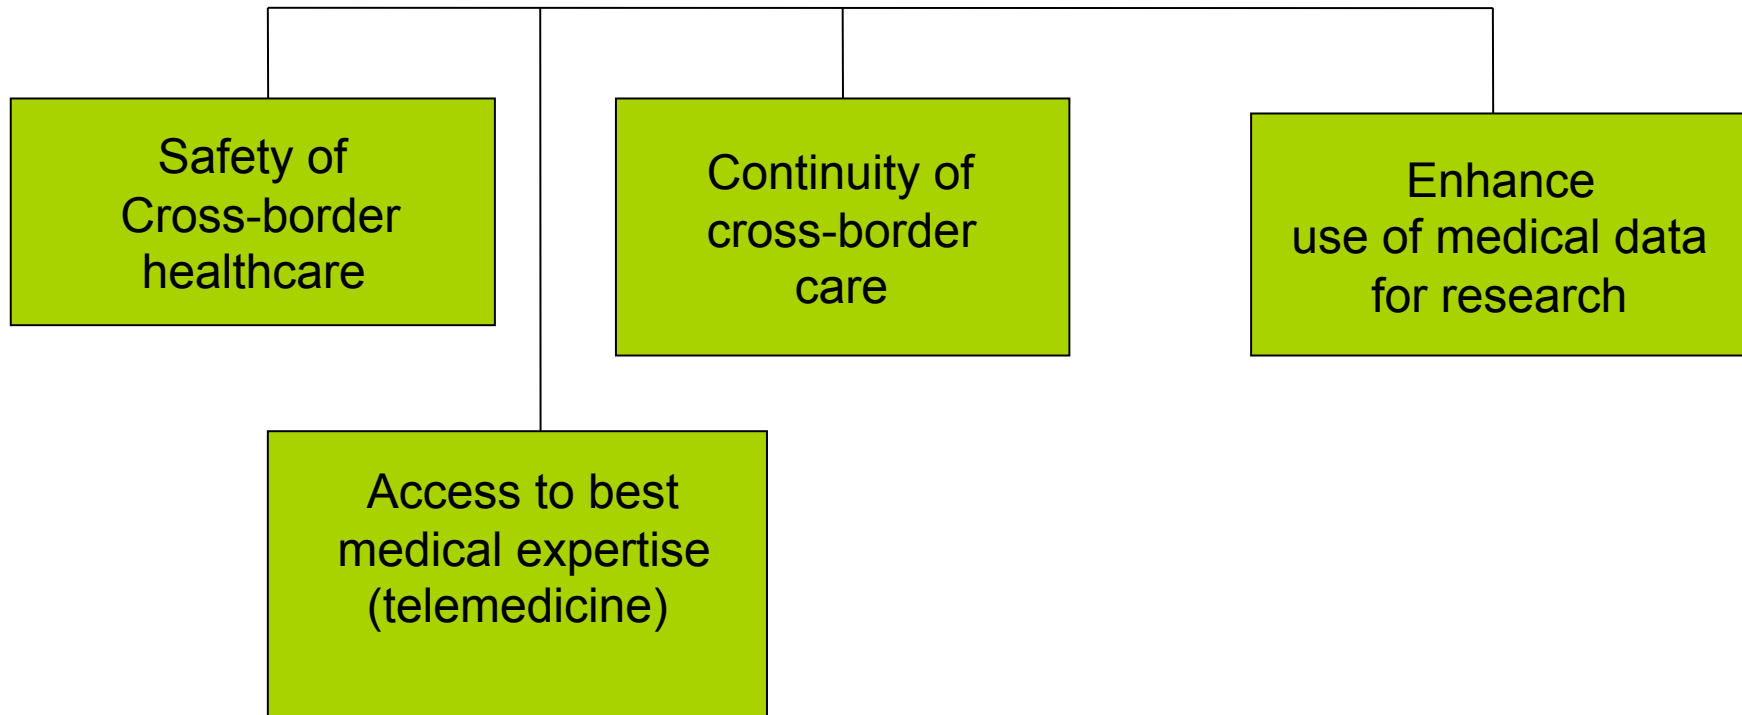 Safety of
Cross-border
healthcare
Continuity of
cross-border
care
Enhance
use of medical data
for research
Access to best
medical expertise
(telemedicine)